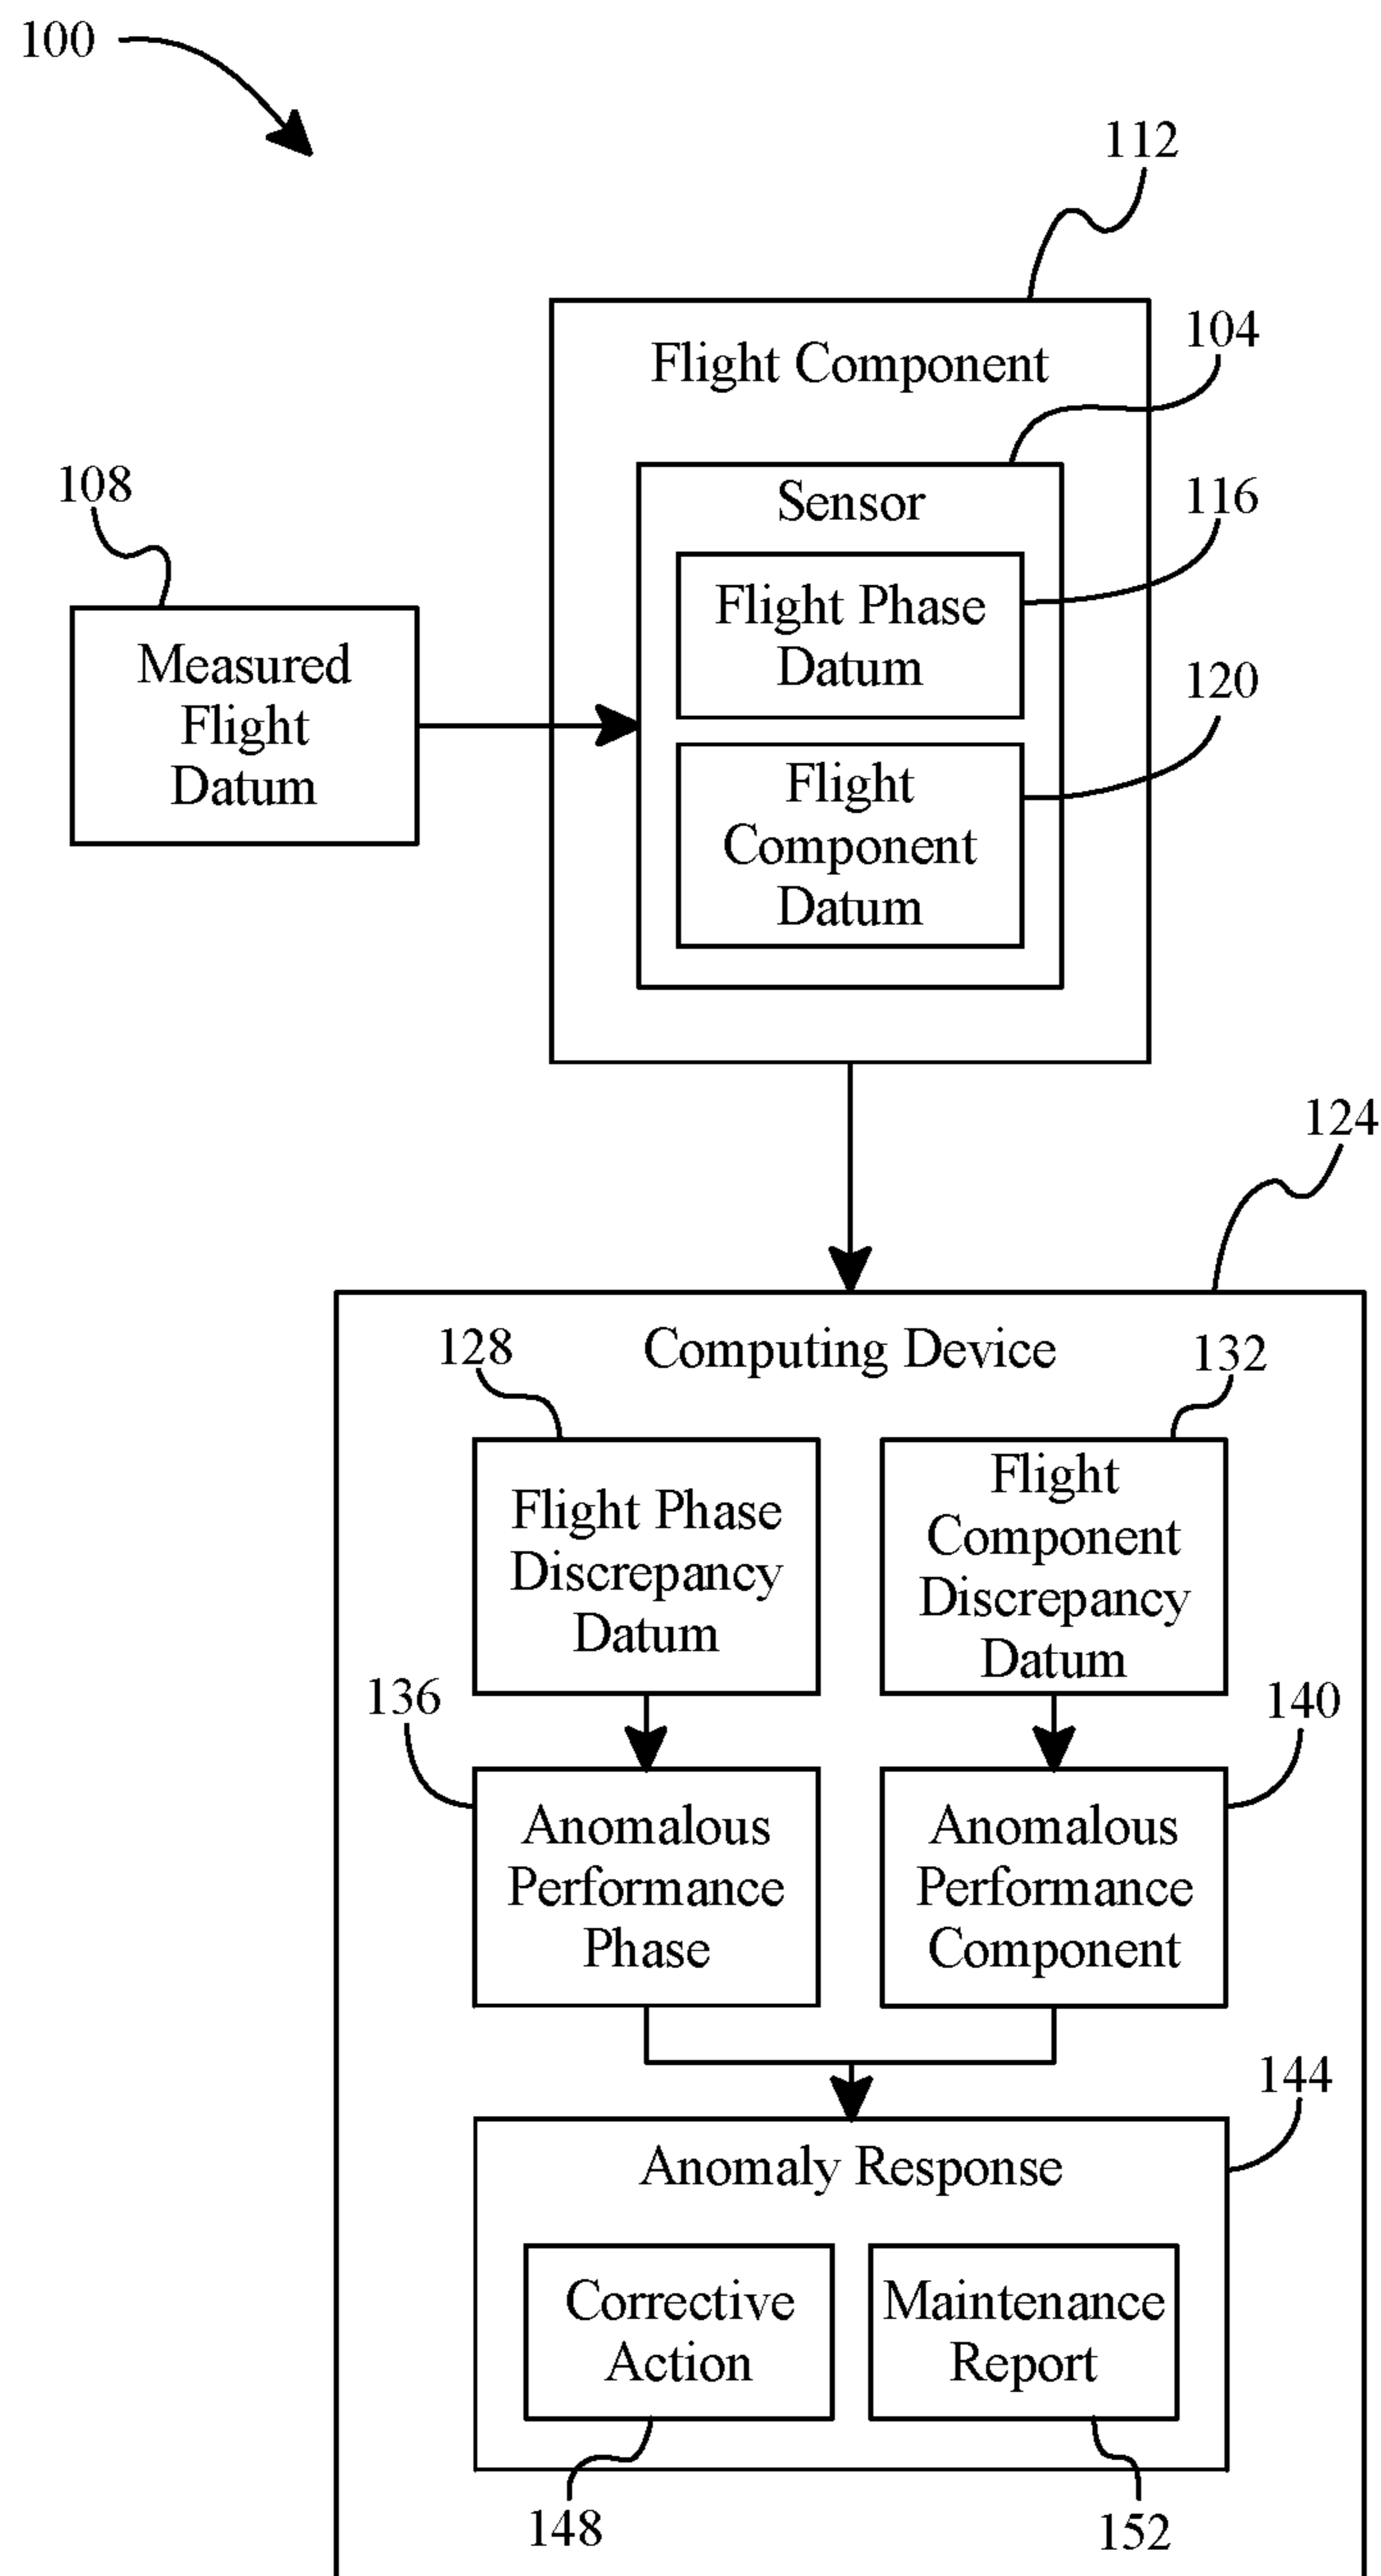 100
112
Flight Component
104
Sensor
108
116
Flight Phase
Datum
Measured
Flight
Datum
120
Flight
Component
Datum
124
Computing Device
128
132
Flight Phase
Discrepancy
Datum
Flight
Component
Discrepancy
Datum
136
140
Anomalous
Performance
Phase
Anomalous
Performance
Component
144
Anomaly Response
Corrective
Action
Maintenance
Report
148
152